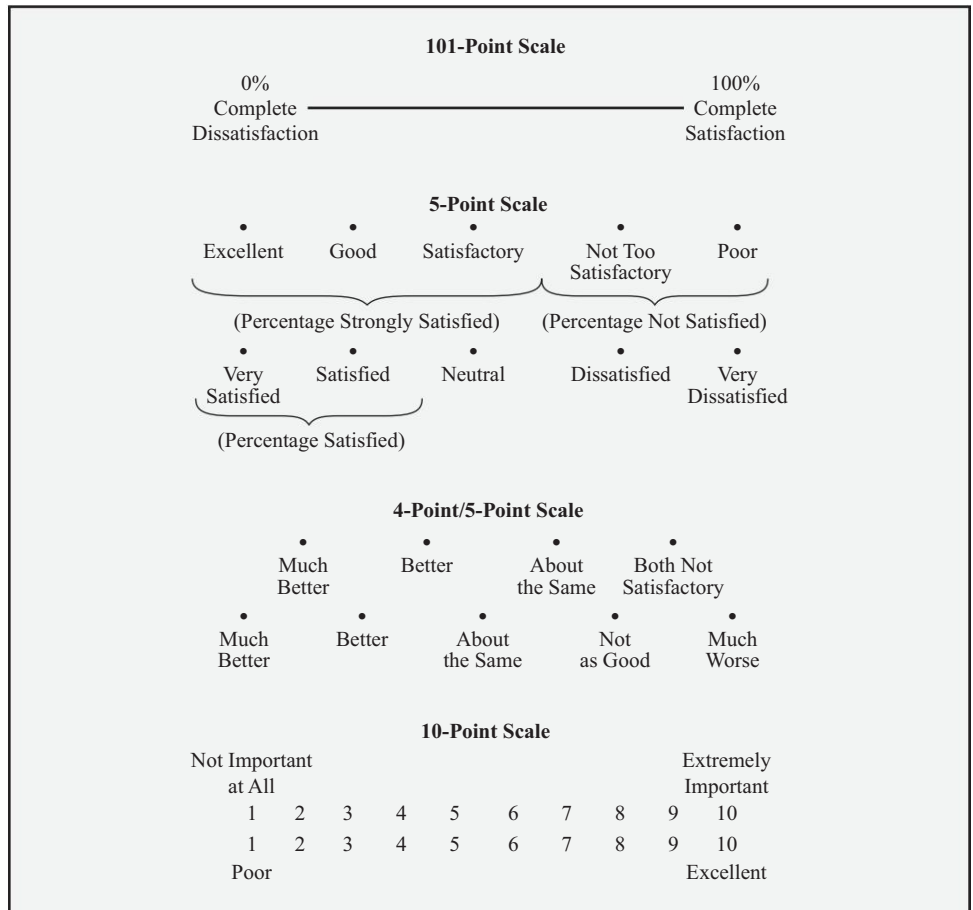 101-Point Scale
0% 100%
Complete Complete
Dissatisfaction Satisfaction
5-Point Scale
• • • • •
Excellent Good Satisfactory Not Too Poor
Satisfactory
(Percentage Strongly Satisfied) (Percentage Not Satisfied)
• • • • •
Very Satisfied Neutral Dissatisfied Very
Satisfied Dissatisfied
(Percentage Satisfied)
4-Point/5-Point Scale
• • • •
Much Better About Both Not
Better the Same Satisfactory
• • • • •
Much Better About Not Much
Better the Same as Good Worse
10-Point Scale
Not Important Extremely
at All Important
1 2 3 4 5 6 7 8 9 10
1 2 3 4 5 6 7 8 9 10
Poor Excellent